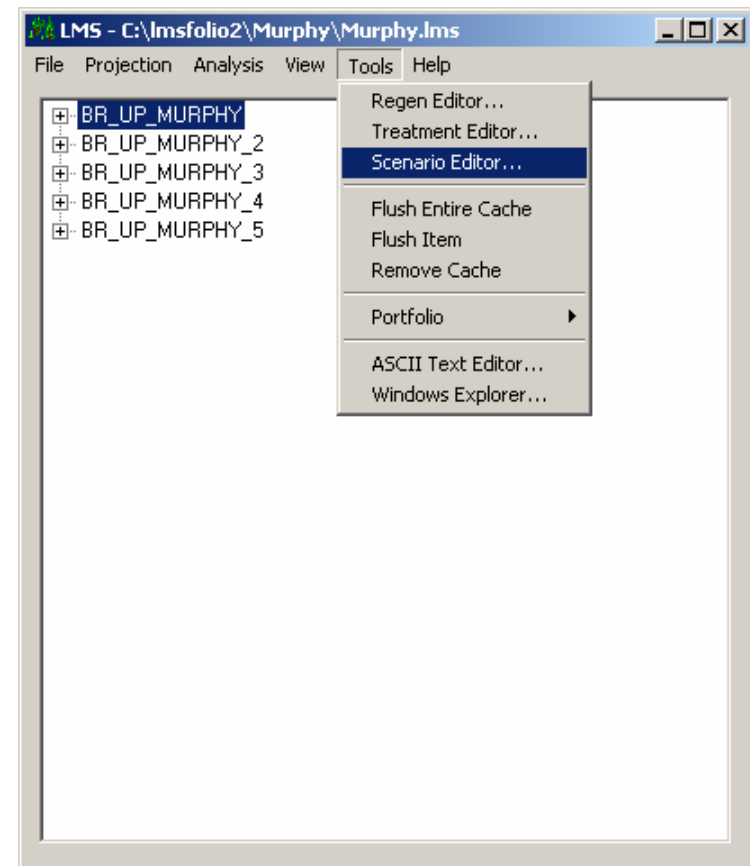 LMS - C:\lmsfolio2\Murphy\Murphy.lms
File Projection Analysis View Tools Help
BR_UP_MURPHY
BR_UP_MURPHY_2
BR_UP_MURPHY_3
BR_UP_MURPHY_4
BR_UP_MURPHY_5
Regen Editor...
Treatment Editor...
Scenario Editor...
Flush Entire Cache
Flush Item
Remove Cache
Portfolio
ASCII Text Editor...
Windows Explorer...